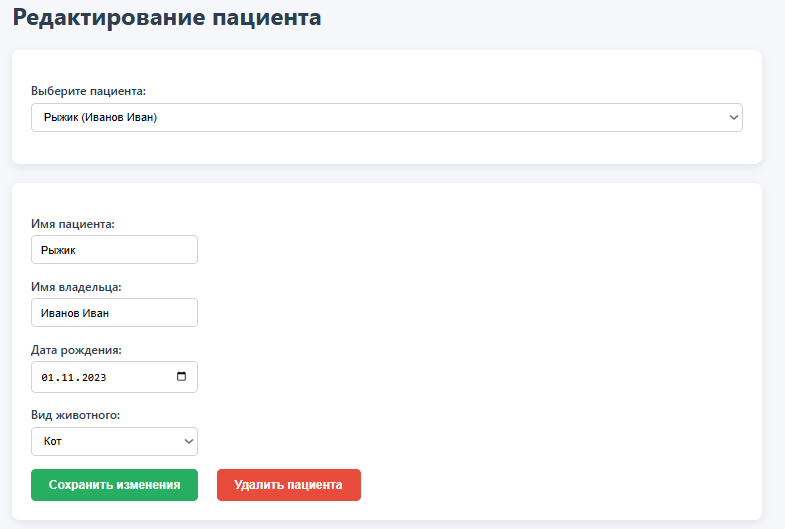 Редактирование пациента
Выберите пациента:
Рыжик (Иванов Иван)
Имя пациента:
Рыжик
Имя владельца:
Иванов Иван
Дата рождения:
01.11.2023
Вид животного:
Кот
Сохранить изменения Удалить пациента